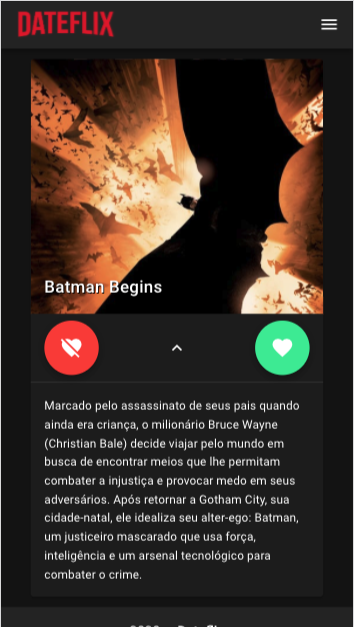 DATEFLIX
Batman Begins
Marcado pelo assassinato de seus pais quando
ainda era criança, o milionário Bruce Wayne
(Christian Bale) decide viajar pelo mundo em
busca de encontrar meios que lhe permitam
combater a injustiça e provocar medo em seus
adversários. Após retornar a Gotham City, sua
cidade-natal, ele idealiza seu alter-ego: Batman,
um justiceiro mascarado que usa força,
inteligência e um arsenal tecnológico para
combater o crime.